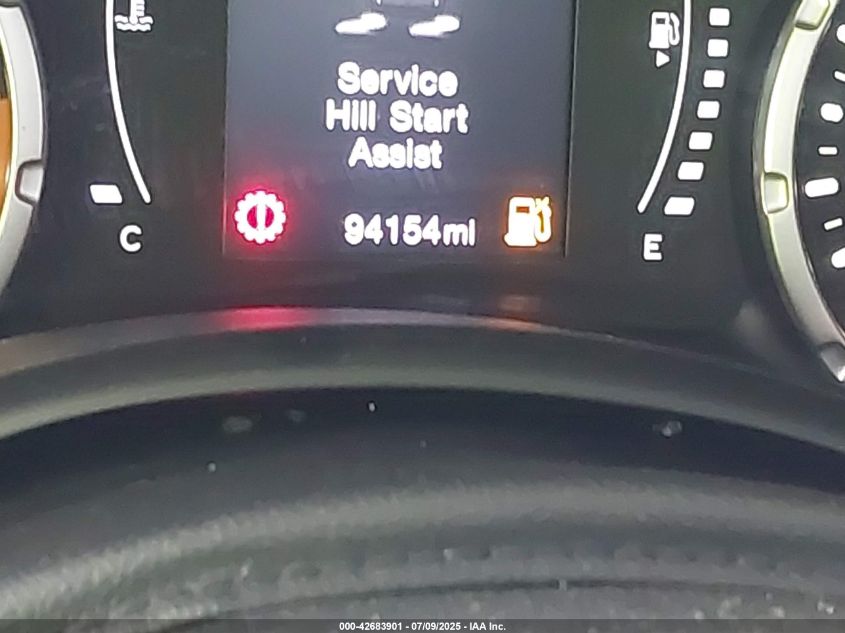 Service
Hill Start
Assist
94154mi
C
E
000-42683901 - 07/09/2025 - IAA Inc.